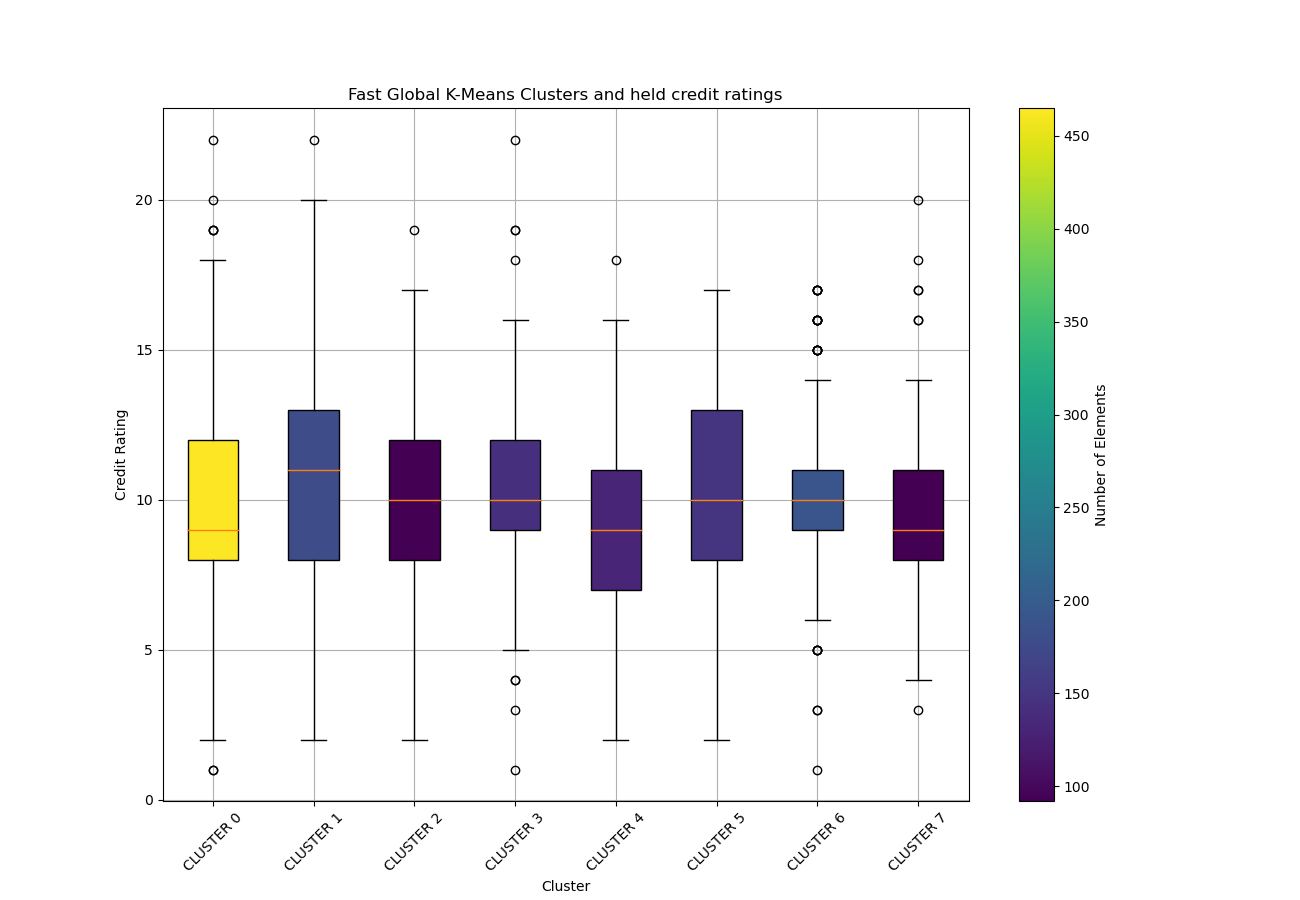 Fast Global K-Means Clusters and held credit ratings
20
15
10
5
0
Credit Rating
CLUSTER 0
CLUSTER 1
CLUSTER 2
CLUSTER 3
CLUSTER 4
CLUSTER 5
CLUSTER 6
CLUSTER 7
Cluster
450
400
350
300
250
200
150
100
Number of Elements